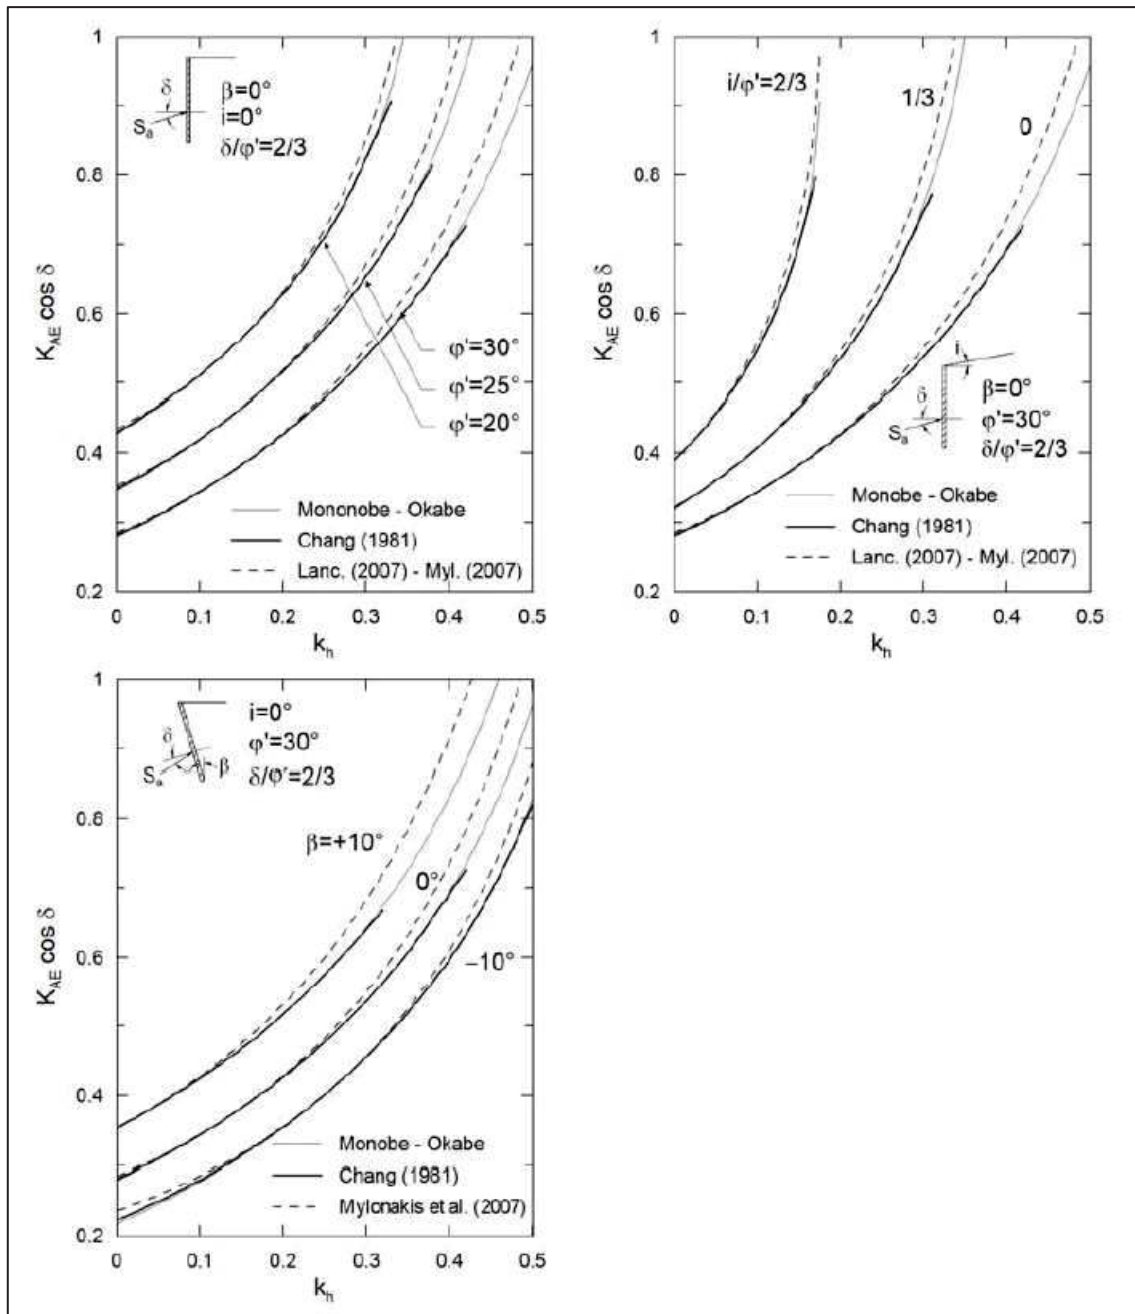 1
0.8
0.6
0.4
0.2
K_AE cos δ
0
0.1
0.2
0.3
0.4
0.5
k_h
δ
S_a
β=0°
i=0°
δ/φ'=2/3
φ'=30°
φ'=25°
φ'=20°
Mononobe - Okabe
Chang (1981)
Lanc. (2007) - Myl. (2007)
1
0.8
0.6
0.4
0.2
K_AE cos δ
0
0.1
0.2
0.3
0.4
0.5
k_h
i/φ'=2/3
1/3
0
i
δ
S_a
β=0°
φ'=30°
δ/φ'=2/3
Monobe - Okabe
Chang (1981)
Lanc. (2007) - Myl. (2007)
1
0.8
0.6
0.4
0.2
K_AE cos δ
0
0.1
0.2
0.3
0.4
0.5
k_h
δ
S_a
β
i=0°
φ'=30°
δ/φ'=2/3
β=+10°
0°
–10°
Monobe - Okabe
Chang (1981)
Mylonakis et al. (2007)